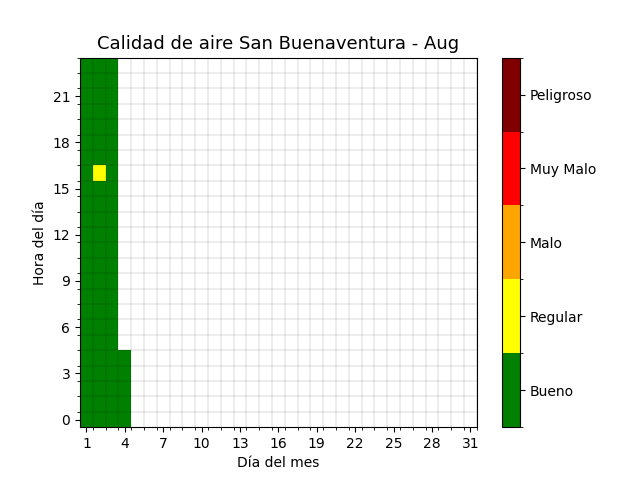 Calidad de aire San Buenaventura - Aug
Hora del día
21
18
15
12
9
6
3
0
1 4 7 10 13 16 19 22 25 28 31
Día del mes
Peligroso
Muy Malo
Malo
Regular
Bueno